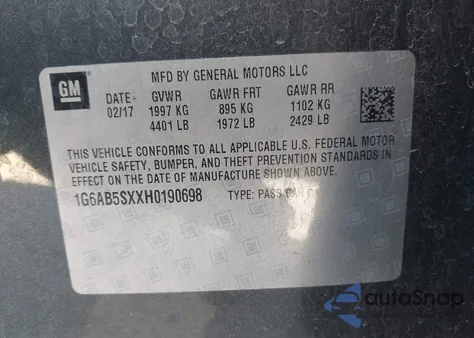 GM
MFD BY GENERAL MOTORS LLC
DATE GVWR GAWR FRT GAWR RR
02/17 1997 KG 895 KG 1102 KG
4401 LB 1972 LB 2429 LB
THIS VEHICLE CONFORMS TO ALL APPLICABLE U.S. FEDERAL MOTOR
VEHICLE SAFETY, BUMPER, AND THEFT PREVENTION STANDARDS IN
EFFECT ON THE DATE OF MANUFACTURE SHOWN ABOVE.
1G6AB5SXXH0190698 TYPE: PASS CAR
autoSnap